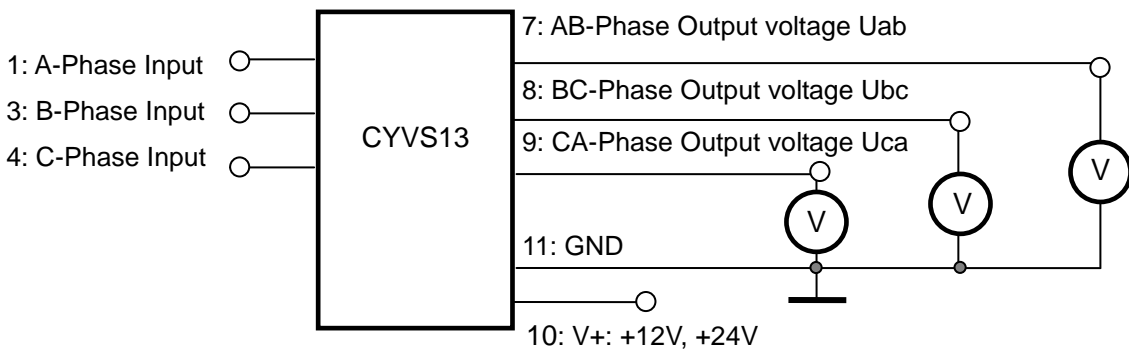 7: AB-Phase Output voltage Uab
1: A-Phase Input
8: BC-Phase Output voltage Ubc
3: B-Phase Input
CYVS13
9: CA-Phase Output voltage Uca
4: C-Phase Input
V
V
V
11: GND
10: V+: +12V, +24V